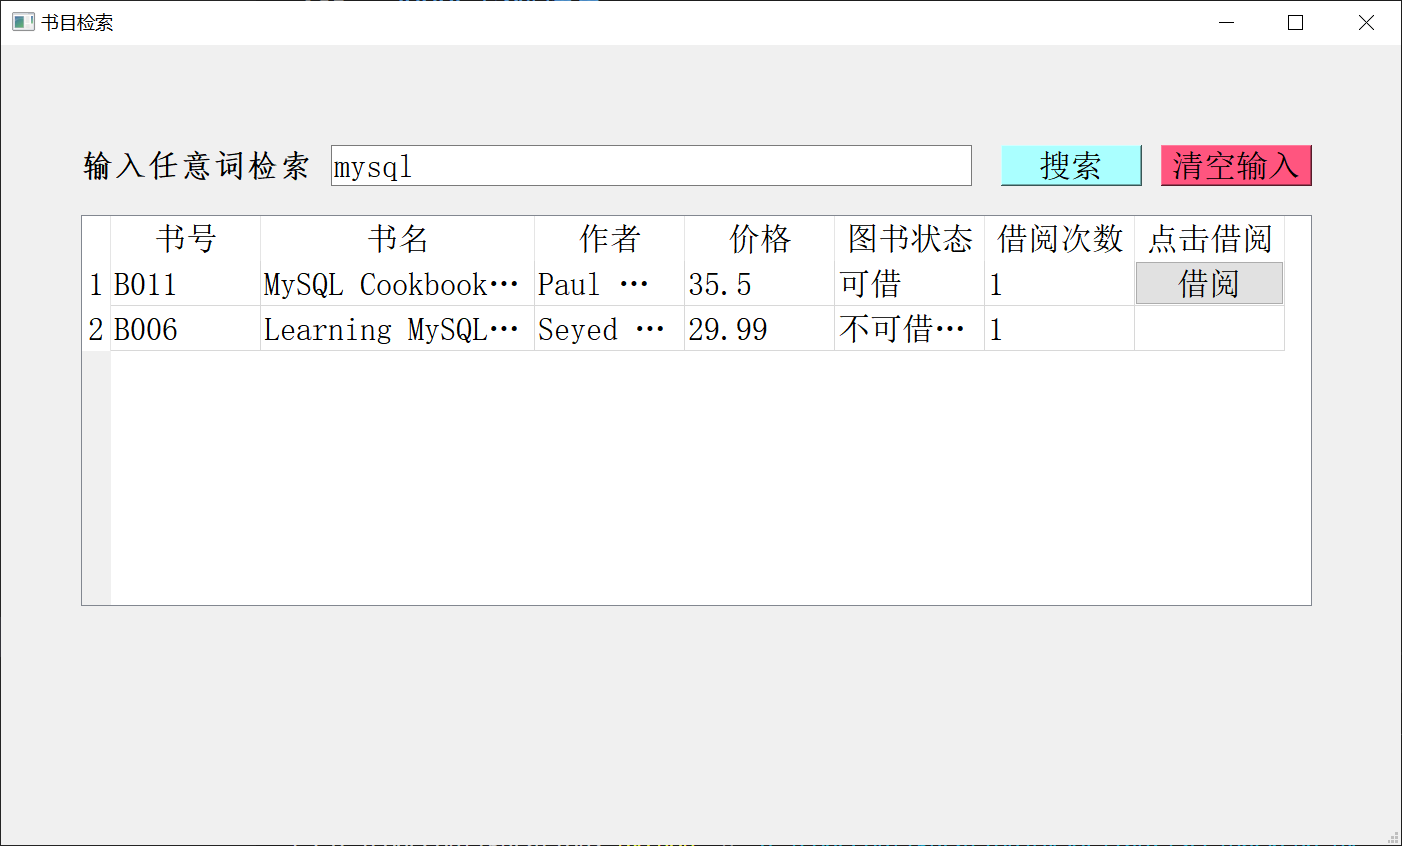 书目检索
输入任意词检索 mysql 搜索 清空输入
书号 书名 作者 价格 图书状态 借阅次数 点击借阅
1 B011 MySQL Cookbook… Paul … 35.5 可借 1 借阅
2 B006 Learning MySQL… Seyed … 29.99 不可借… 1